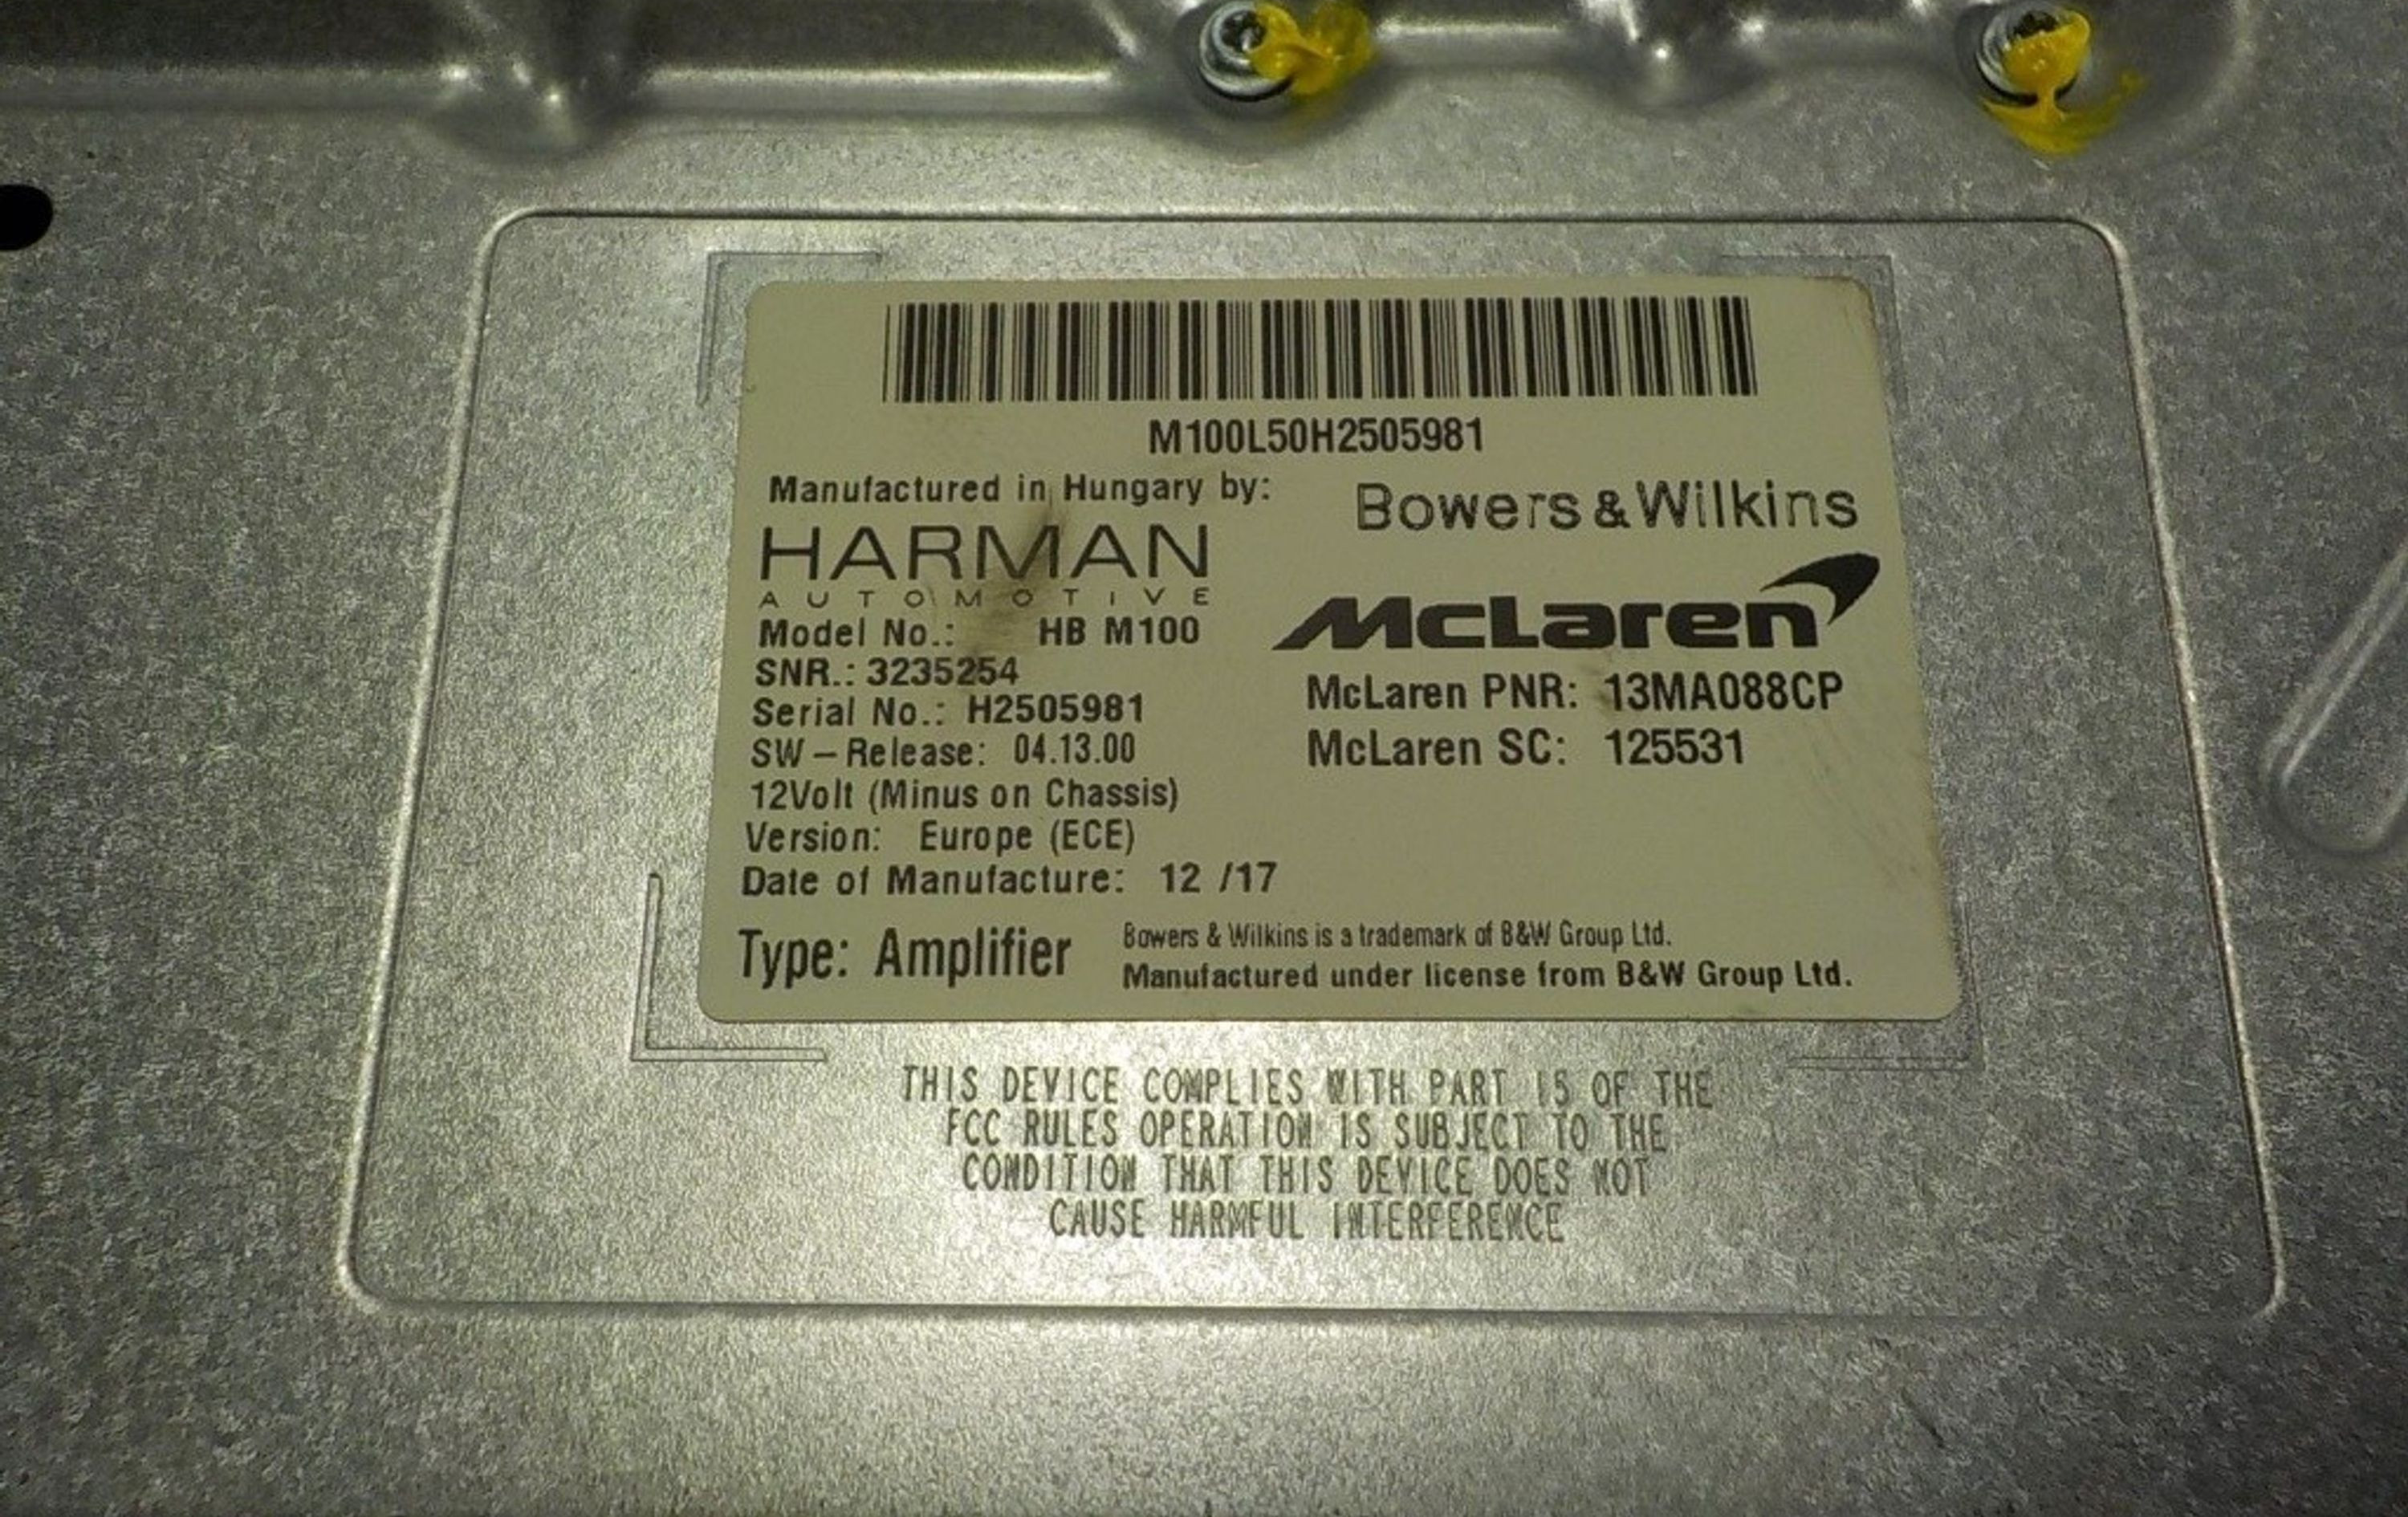 M100L50H2505981
Manufactured in Hungary by:
HARMAN
AUTOMOTIVE
Model No.: HB M100
SNR.: 3235254
Serial No.: H2505981
SW-Release: 04.13.00
12Volt (Minus on Chassis)
Version: Europe (ECE)
Date of Manufacture: 12 /17
Type: Amplifier
Bowers & Wilkins
McLaren
McLaren PNR: 13MA088CP
McLaren SC: 125531
Bowers & Wilkins is a trademark of B&W Group Ltd.
Manufactured under license from B&W Group Ltd.
THIS DEVICE COMPLIES WITH PART 15 OF THE
FCC RULES OPERATION IS SUBJECT TO THE
CONDITION THAT THIS DEVICE DOES NOT
CAUSE HARMFUL INTERFERENCE